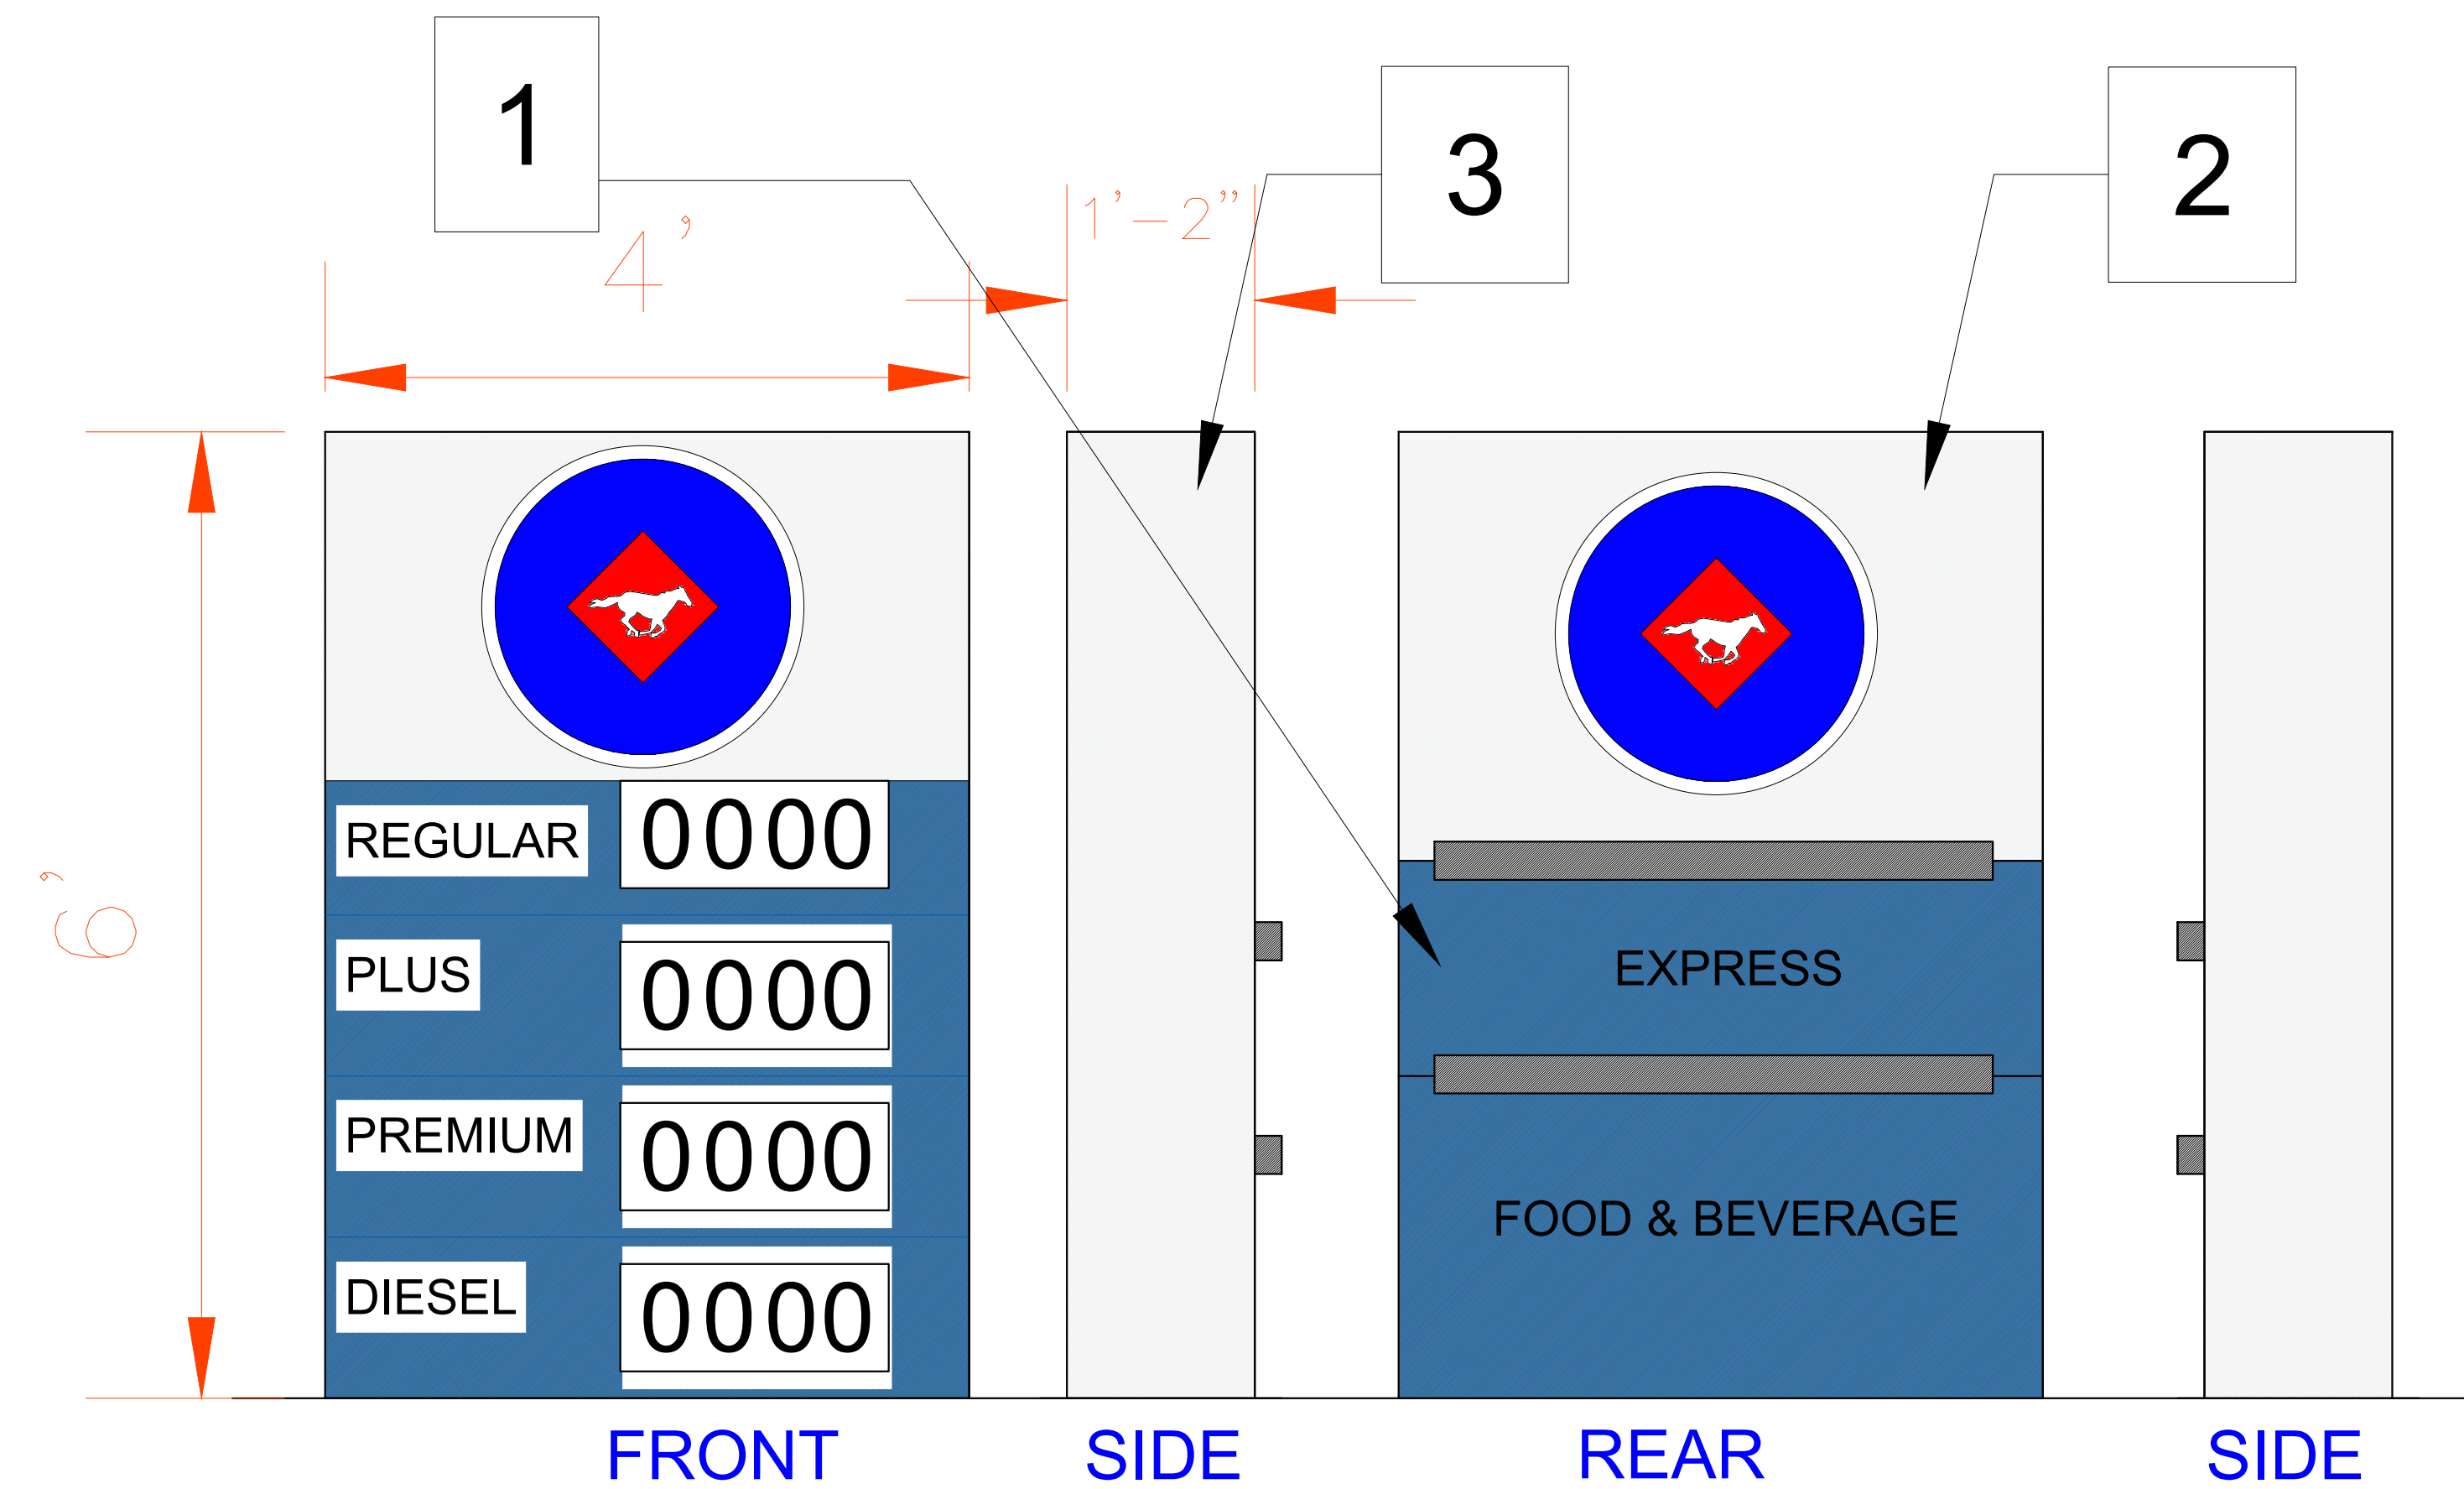 1
3
2
4'
1'-2"
6'
REGULAR 0000
PLUS 0000
PREMIUM 0000
DIESEL 0000
EXPRESS
FOOD & BEVERAGE
FRONT
SIDE
REAR
SIDE